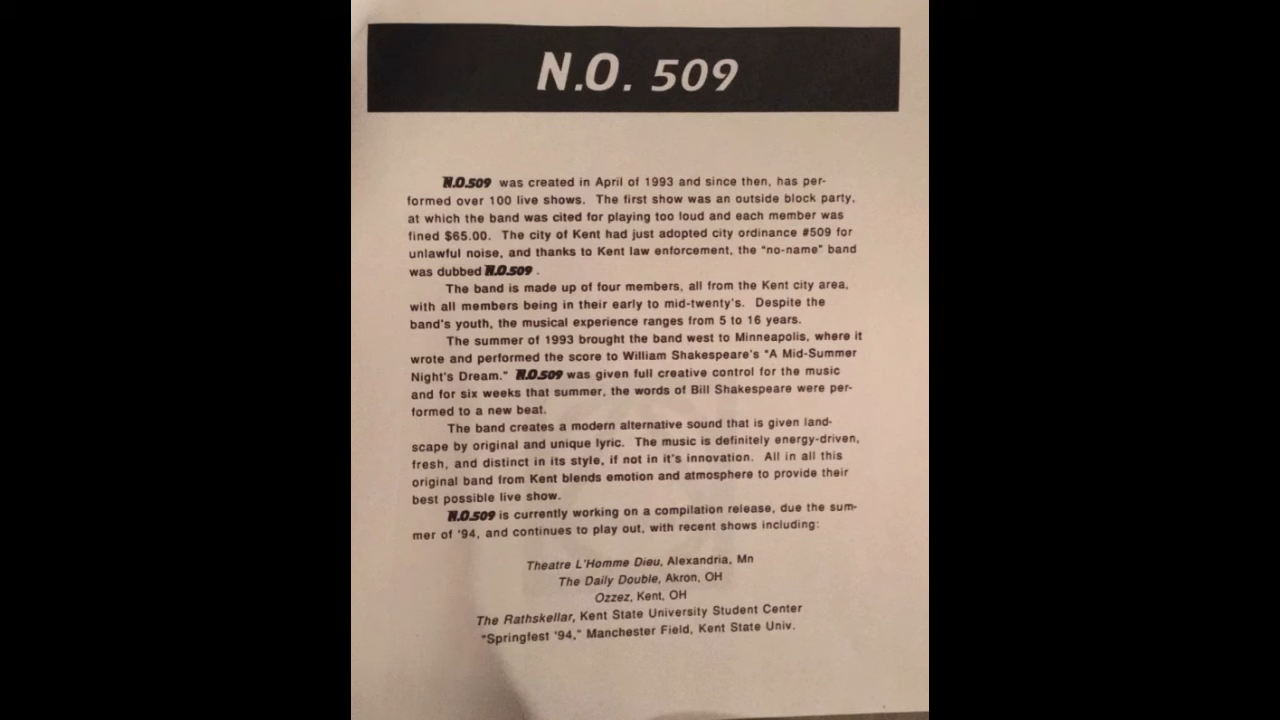 N.O. 509
N.O.509 was created in April of 1993 and since then, has per-
formed over 100 live shows. The first show was an outside block party,
at which the band was cited for playing too loud and each member was
fined $65.00. The city of Kent had just adopted city ordinance #509 for
unlawful noise, and thanks to Kent law enforcement, the "no-name" band
was dubbed N.O.509 .
The band is made up of four members, all from the Kent city area,
with all members being in their early to mid-twenty's. Despite the
band's youth, the musical experience ranges from 5 to 16 years.
The summer of 1993 brought the band west to Minneapolis, where it
wrote and performed the score to William Shakespeare's "A Mid-Summer
Night's Dream." N.O.509 was given full creative control for the music
and for six weeks that summer, the words of Bill Shakespeare were per-
formed to a new beat.
The band creates a modern alternative sound that is given land-
scape by original and unique lyric. The music is definitely energy-driven,
fresh, and distinct in its style, if not in it's innovation. All in all this
original band from Kent blends emotion and atmosphere to provide their
best possible live show.
N.O.509 is currently working on a compilation release, due the sum-
mer of '94, and continues to play out, with recent shows including:
Theatre L'Homme Dieu, Alexandria, Mn
The Daily Double, Akron, OH
Ozzez, Kent, OH
The Rathskellar, Kent State University Student Center
"Springfest '94," Manchester Field, Kent State Univ.